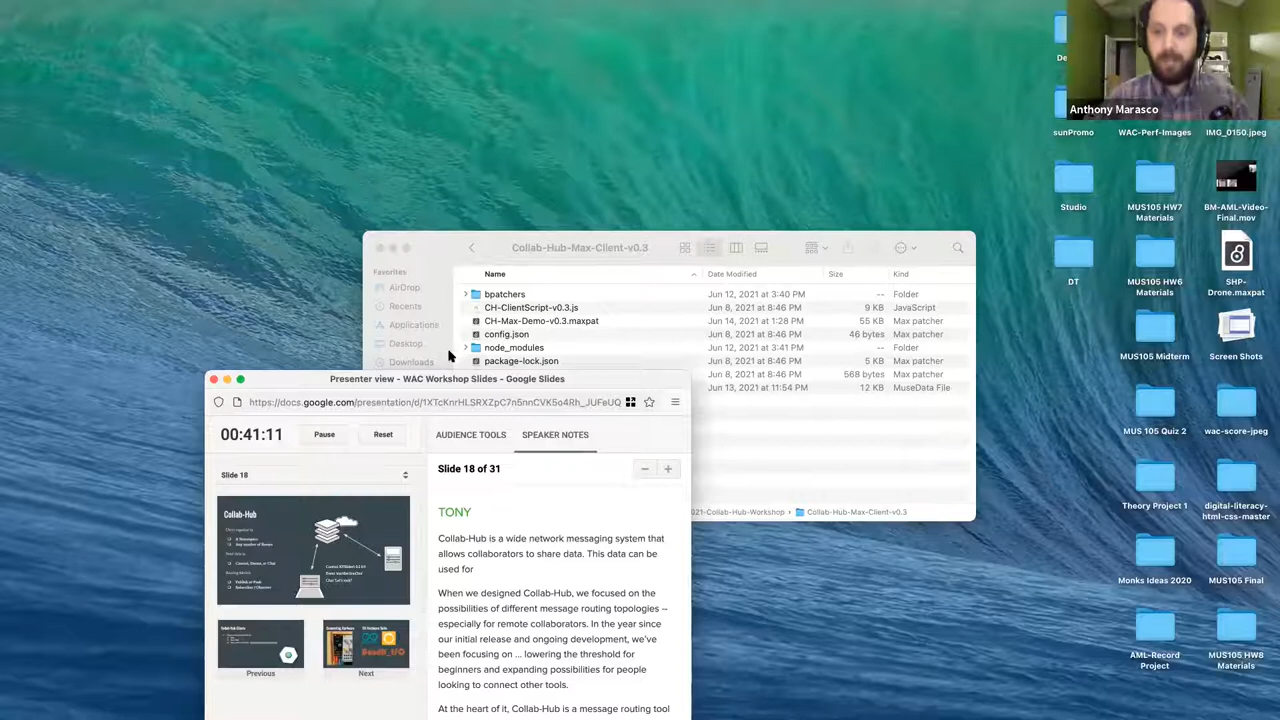 De
Anthony Marasco
sunPromo
WAC-Perf-Images
IMG_0150.jpeg
Studio
MUS105 HW7
Materials
BM-AML-Video-
Final.mov
DT
MUS105 HW6
Materials
SHP-
Drone.maxpat
MUS105 Midterm
Screen Shots
MUS 105 Quiz 2
wac-score-jpeg
Theory Project 1
digital-literacy-
html-css-master
Monks Ideas 2020
MUS105 Final
AML-Record
Project
MUS105 HW8
Materials
Collab-Hub-Max-Client-v0.3
Favorites
AirDrop
Recents
Applications
Desktop
Downloads
Name Date Modified Size Kind
bpatchers Jun 12, 2021 at 3:40 PM -- Folder
CH-ClientScript-v0.3.js Jun 8, 2021 at 8:46 PM 9 KB JavaScript
CH-Max-Demo-v0.3.maxpat Jun 14, 2021 at 1:28 PM 55 KB Max patcher
config.json Jun 8, 2021 at 8:46 PM 46 bytes Max patcher
node_modules Jun 12, 2021 at 3:41 PM -- Folder
package-lock.json Jun 8, 2021 at 8:46 PM 5 KB Max patcher
Jun 8, 2021 at 8:46 PM 568 bytes Max patcher
Jun 13, 2021 at 11:54 PM 12 KB MuseData File
021-Collab-Hub-Workshop › Collab-Hub-Max-Client-v0.3
Presenter view - WAC Workshop Slides - Google Slides
https://docs.google.com/presentation/d/1XTcKnrHLSRXZpC7n5nnCVK5o4Rh_JUFeUQ
00:41:11 Pause Reset
AUDIENCE TOOLS SPEAKER NOTES
Slide 18
Slide 18 of 31
Collab-Hub
Previous
Next
TONY
Collab-Hub is a wide network messaging system that
allows collaborators to share data. This data can be
used for
When we designed Collab-Hub, we focused on the
possibilities of different message routing topologies --
especially for remote collaborators. In the year since
our initial release and ongoing development, we've
been focusing on ... lowering the threshold for
beginners and expanding possibilities for people
looking to connect other tools.
At the heart of it, Collab-Hub is a message routing tool